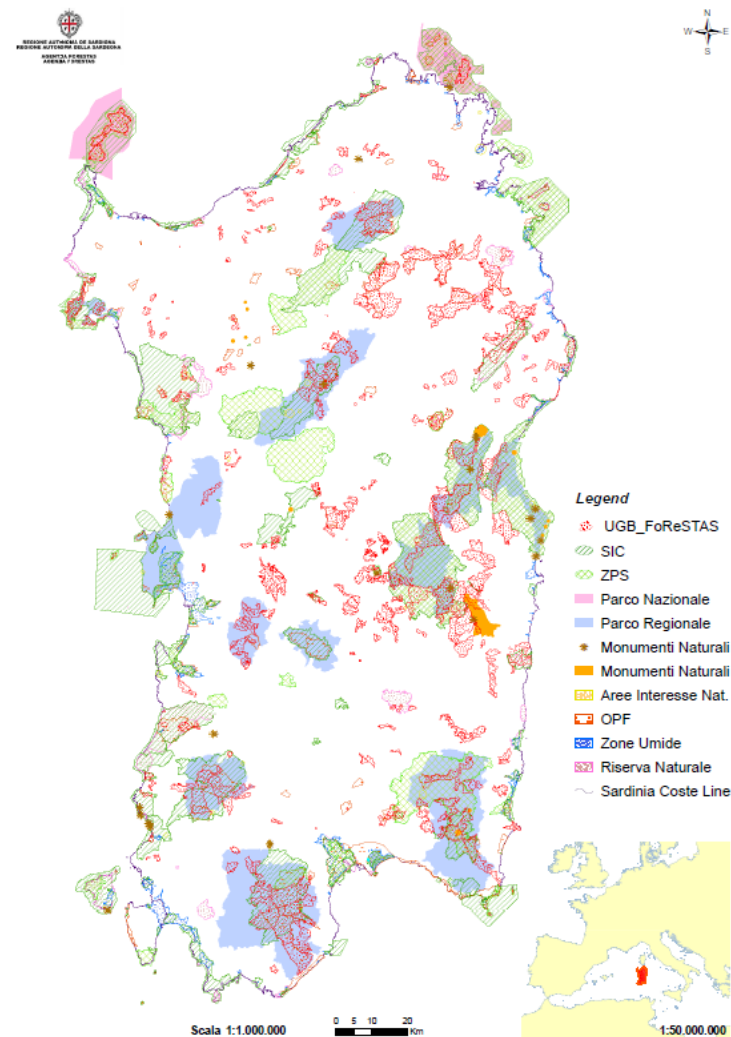 REGIONE AUTÒNOMA DE SARDIGNA
REGIONE AUTONOMA DELLA SARDEGNA
AGENTZIA FORESTAS
AGENZIA FORESTAS
N
W E
S
Legend
UGB_FoReSTAS
SIC
ZPS
Parco Nazionale
Parco Regionale
Monumenti Naturali
Monumenti Naturali
Aree Interesse Nat.
OPF
Zone Umide
Riserva Naturale
Sardinia Coste Line
Scala 1:1.000.000
0 5 10 20
Km
1:50.000.000